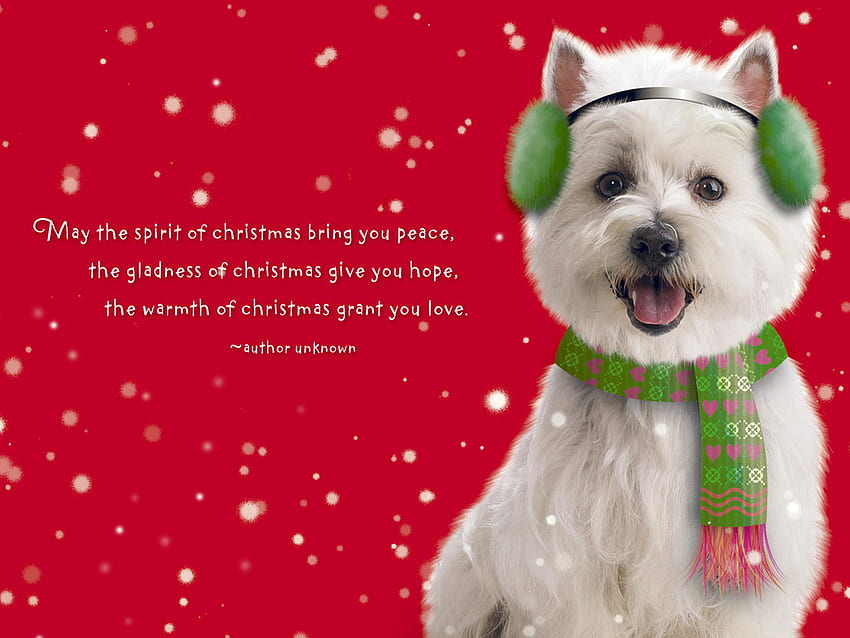 May the spirit of christmas bring you peace,
the gladness of christmas give you hope,
the warmth of christmas grant you love.
~author unknown